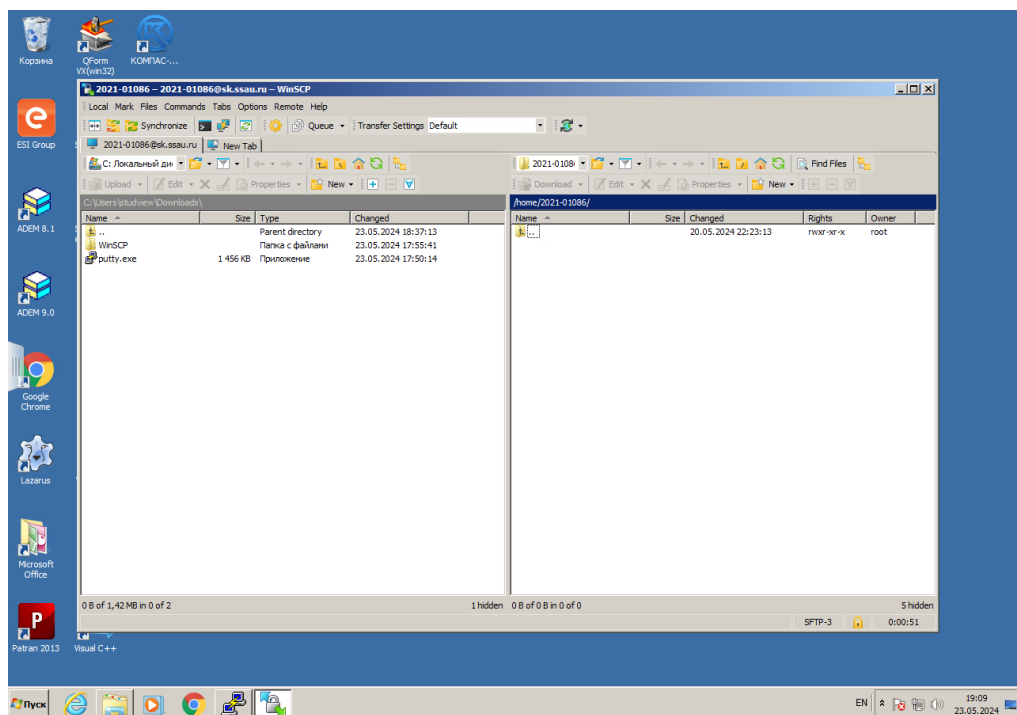 Корзина
QForm VX(win32)
КОМПАС-...
ESI Group
ADEM 8.1
ADEM 9.0
Google Chrome
Lazarus
Microsoft Office
Patran 2013
Visual C++
2021-01086 – 2021-01086@sk.ssau.ru – WinSCP
Local Mark Files Commands Tabs Options Remote Help
Synchronize Queue Transfer Settings Default
2021-01086@sk.ssau.ru New Tab
C: Локальный ди
Upload Edit Properties New
C:\Users\studview\Downloads\
Name Size Type Changed
.. Parent directory 23.05.2024 18:37:13
WinSCP Папка с файлами 23.05.2024 17:55:41
putty.exe 1 456 KB Приложение 23.05.2024 17:50:14
0 B of 1,42 MB in 0 of 2 1 hidden
2021-0108 Find Files
Download Edit Properties New
/home/2021-01086/
Name Size Changed Rights Owner
.. 20.05.2024 22:23:13 rwxr-xr-x root
0 B of 0 B in 0 of 0 5 hidden
SFTP-3 0:00:51
Пуск
EN
19:09
23.05.2024